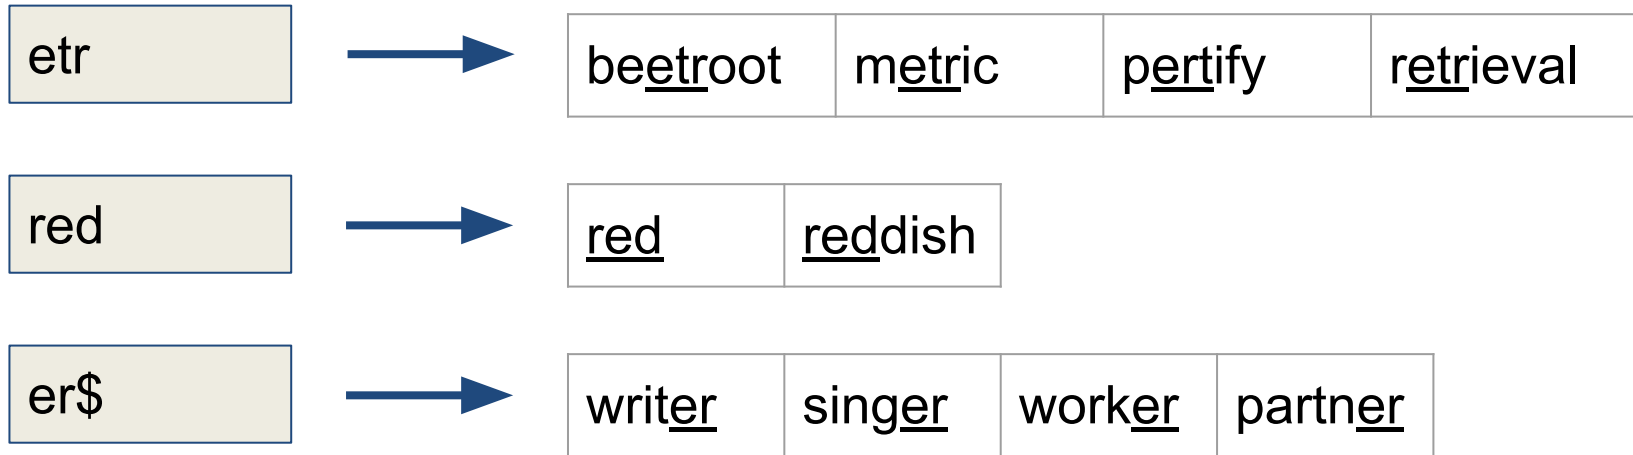 etr beetroot metric pertify retrieval
red red reddish
er$ writer singer worker partner